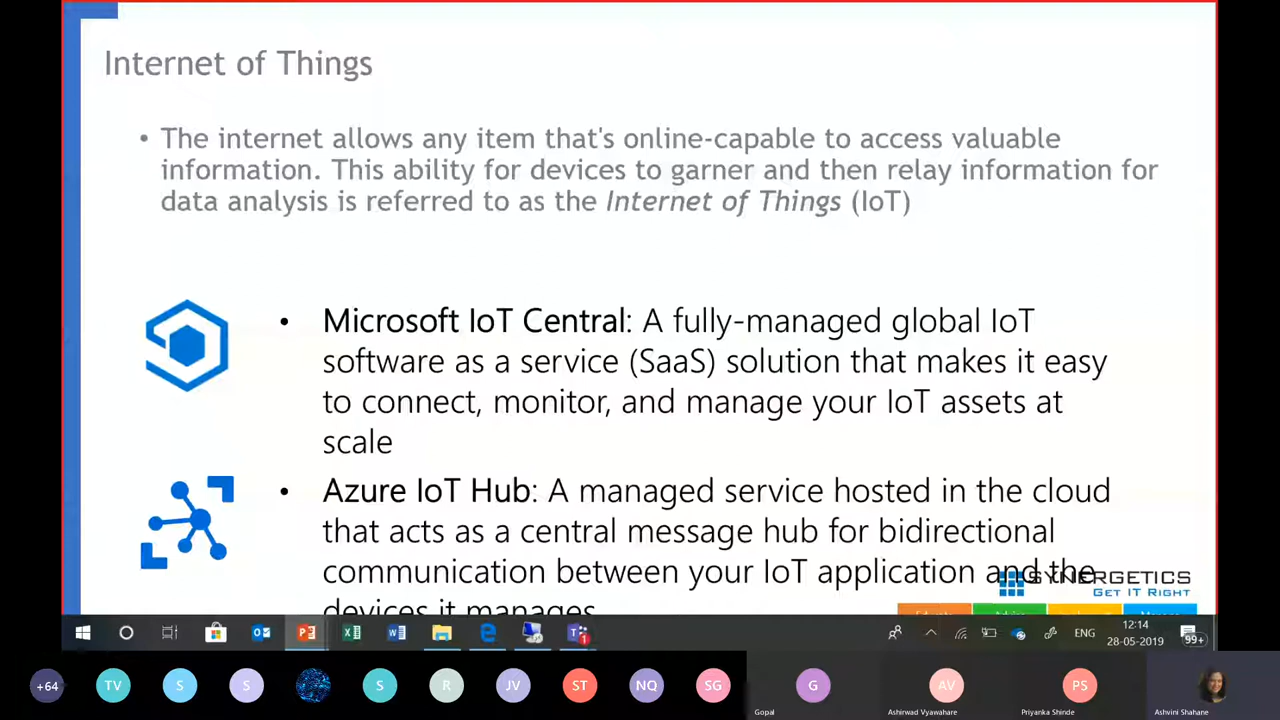 Internet of Things
• The internet allows any item that's online-capable to access valuable
information. This ability for devices to garner and then relay information for
data analysis is referred to as the Internet of Things (IoT)
• Microsoft IoT Central: A fully-managed global IoT
software as a service (SaaS) solution that makes it easy
to connect, monitor, and manage your IoT assets at
scale
• Azure IoT Hub: A managed service hosted in the cloud
that acts as a central message hub for bidirectional
communication between your IoT application and the
devices it manages
SYNERGETICS
GET IT RIGHT
ENG
12:14
28-05-2019
99+
+64
TV
S
S
S
R
JV
ST
NQ
SG
G
AV
PS
Gopal
Ashirwad Vyawahare
Priyanka Shinde
Ashvini Shahane